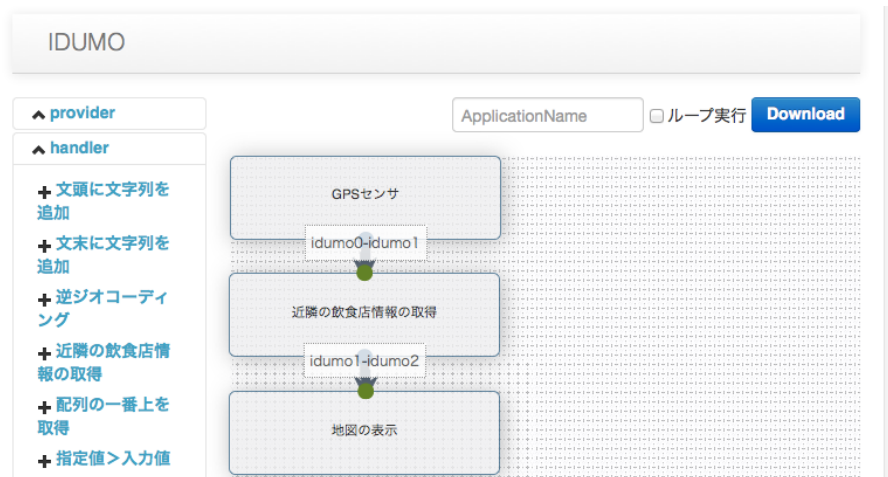 IDUMO
provider
ApplicationName
ループ実行
Download
handler
文頭に文字列を
追加
文末に文字列を
追加
逆ジオコーディ
ング
近隣の飲食店情
報の取得
配列の一番上を
取得
指定値＞入力値
GPSセンサ
idumo0-idumo1
近隣の飲食店情報の取得
idumo1-idumo2
地図の表示